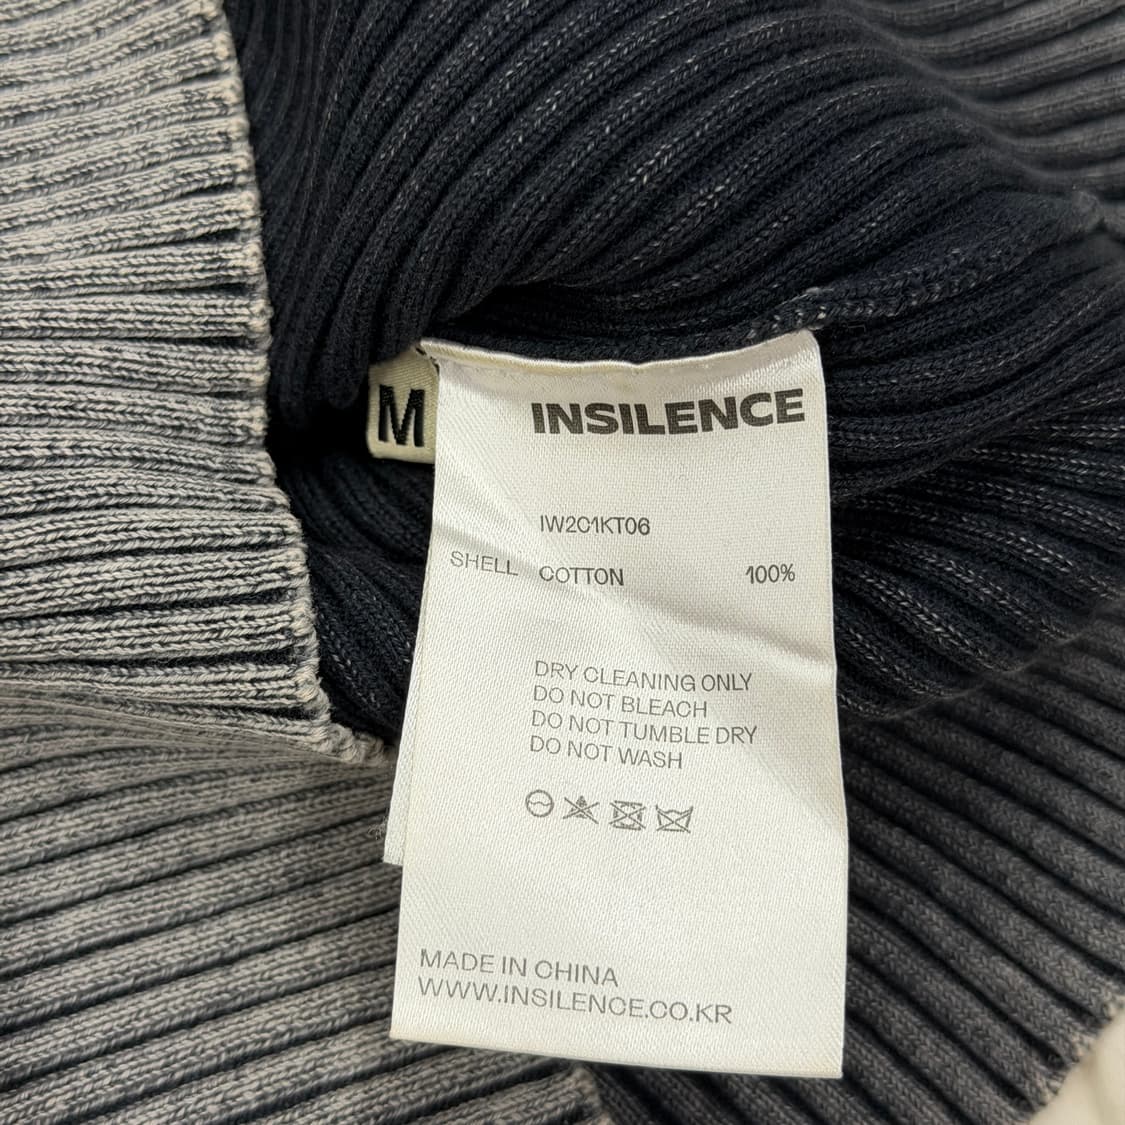 M
INSILENCE
IW2C1KT06
SHELL COTTON 100%
DRY CLEANING ONLY
DO NOT BLEACH
DO NOT TUMBLE DRY
DO NOT WASH
MADE IN CHINA
WWW.INSILENCE.CO.KR